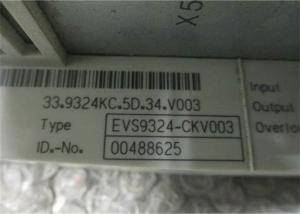 X5
33.9324KC.5D.34.V003
Input
Type EVS9324-CKV003 Output
Overlo
ID.-No. 00488625